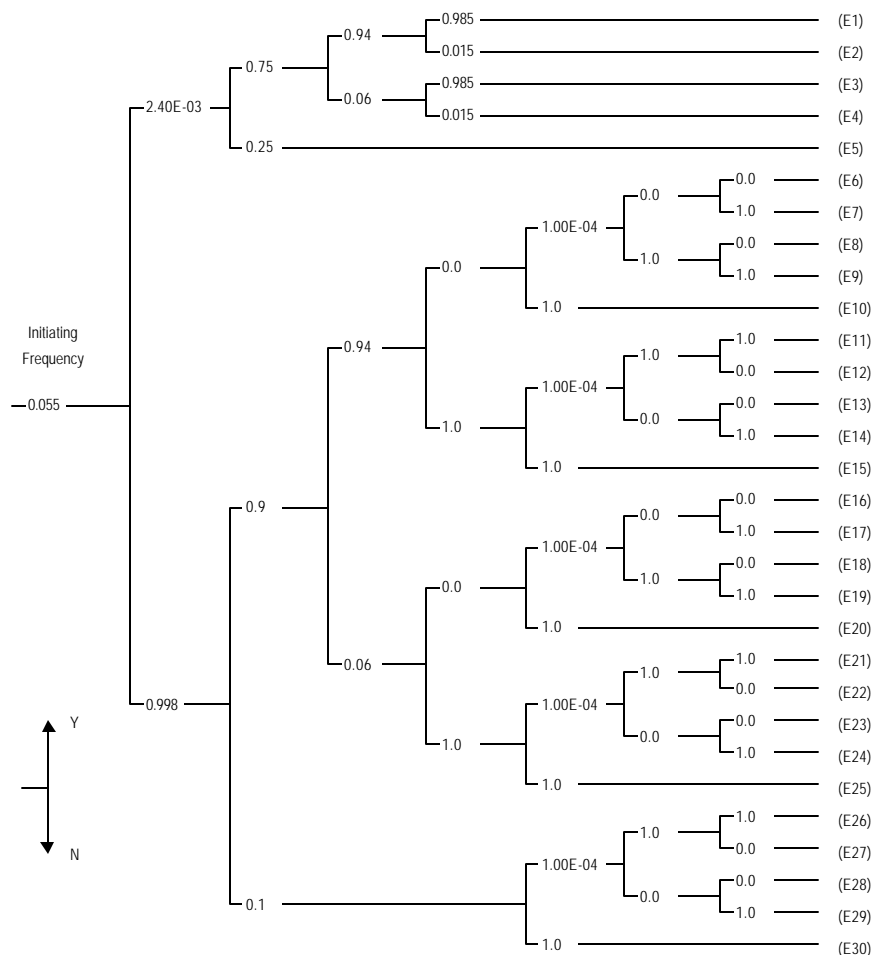 0.985 (E1)
0.94
0.015 (E2)
0.75
0.985 (E3)
0.06
2.40E-03
0.015 (E4)
0.25 (E5)
0.0 (E6)
0.0
1.0 (E7)
1.00E-04
0.0 (E8)
1.0
0.0
1.0 (E9)
1.0 (E10)
Initiating
Frequency
0.94
1.0 (E11)
1.0
0.0 (E12)
1.00E-04
0.055
0.0 (E13)
0.0
1.0
1.0 (E14)
1.0 (E15)
0.9
0.0 (E16)
0.0
1.0 (E17)
1.00E-04
0.0 (E18)
1.0
0.0
1.0 (E19)
1.0 (E20)
0.06
1.0 (E21)
1.0
0.0 (E22)
0.998
1.00E-04
Y
0.0 (E23)
0.0
1.0
1.0 (E24)
1.0 (E25)
1.0 (E26)
1.0
N
0.0 (E27)
1.00E-04
0.0 (E28)
0.0
0.1
1.0 (E29)
1.0 (E30)